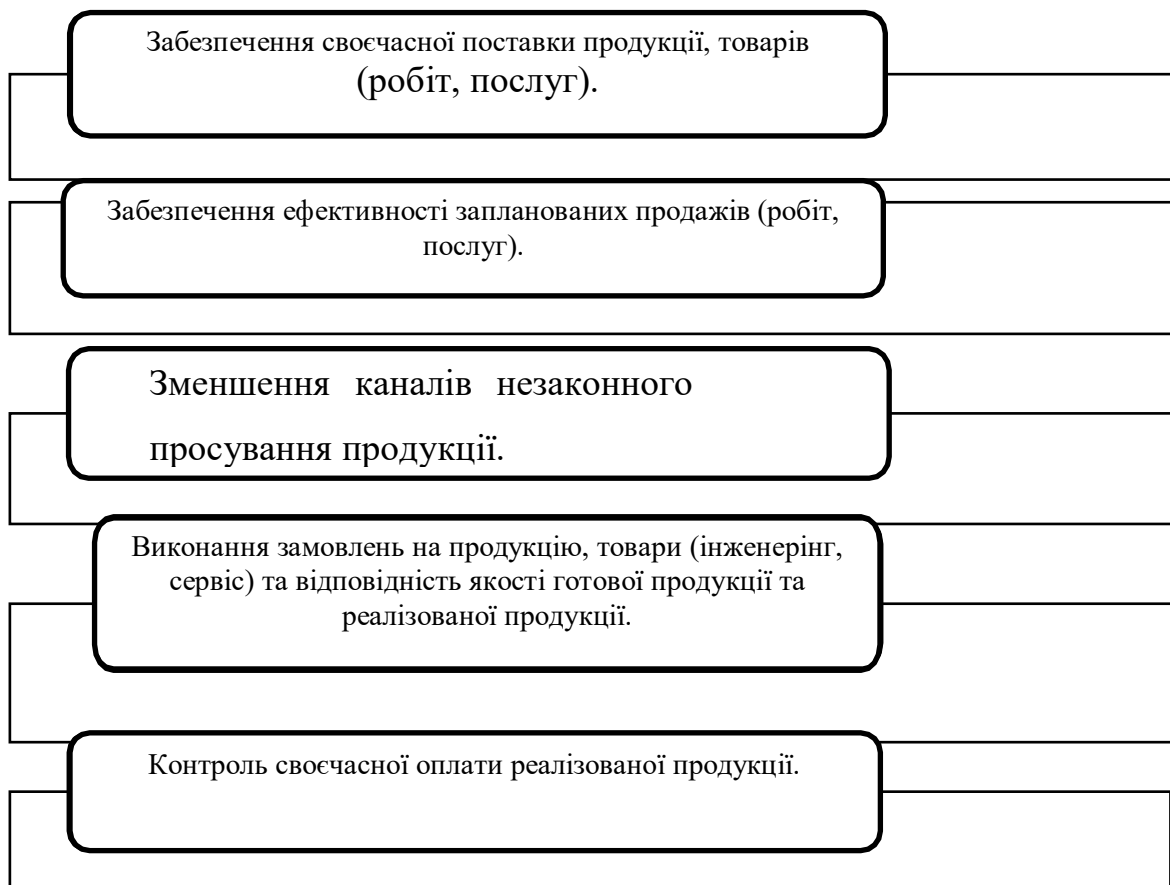 Забезпечення своєчасної поставки продукції, товарів
(робіт, послуг).
Забезпечення ефективності запланованих продажів (робіт,
послуг).
Зменшення каналів незаконного
просування продукції.
Виконання замовлень на продукцію, товари (інженерінг,
сервіс) та відповідність якості готової продукції та
реалізованої продукції.
Контроль своєчасної оплати реалізованої продукції.